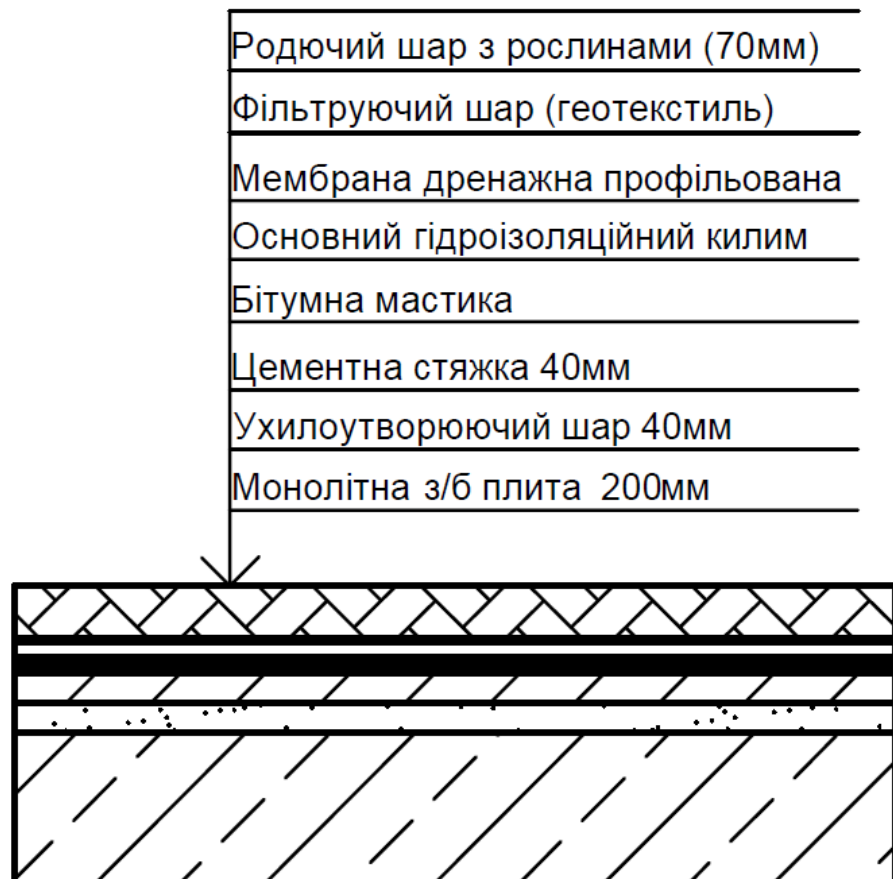 Родючий шар з рослинами (70мм)
Фільтруючий шар (геотекстиль)
Мембрана дренажна профільована
Основний гідроізоляційний килим
Бітумна мастика
Цементна стяжка 40мм
Ухилоутворюючий шар 40мм
Монолітна з/б плита 200мм